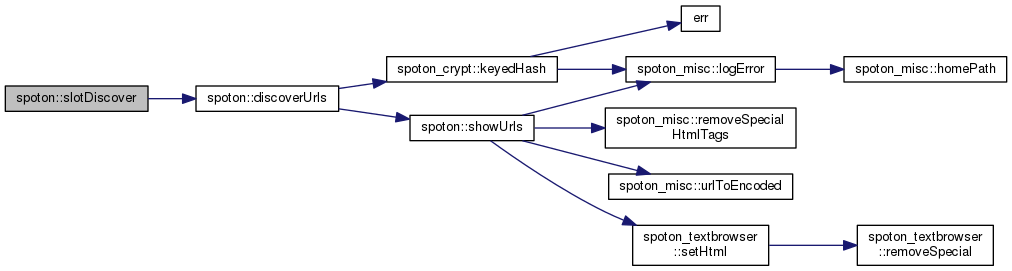 spoton::slotDiscover
spoton::discoverUrls
spoton_crypt::keyedHash
err
spoton_misc::logError
spoton_misc::homePath
spoton::showUrls
spoton_misc::removeSpecial
HtmlTags
spoton_misc::urlToEncoded
spoton_textbrowser
::setHtml
spoton_textbrowser
::removeSpecial